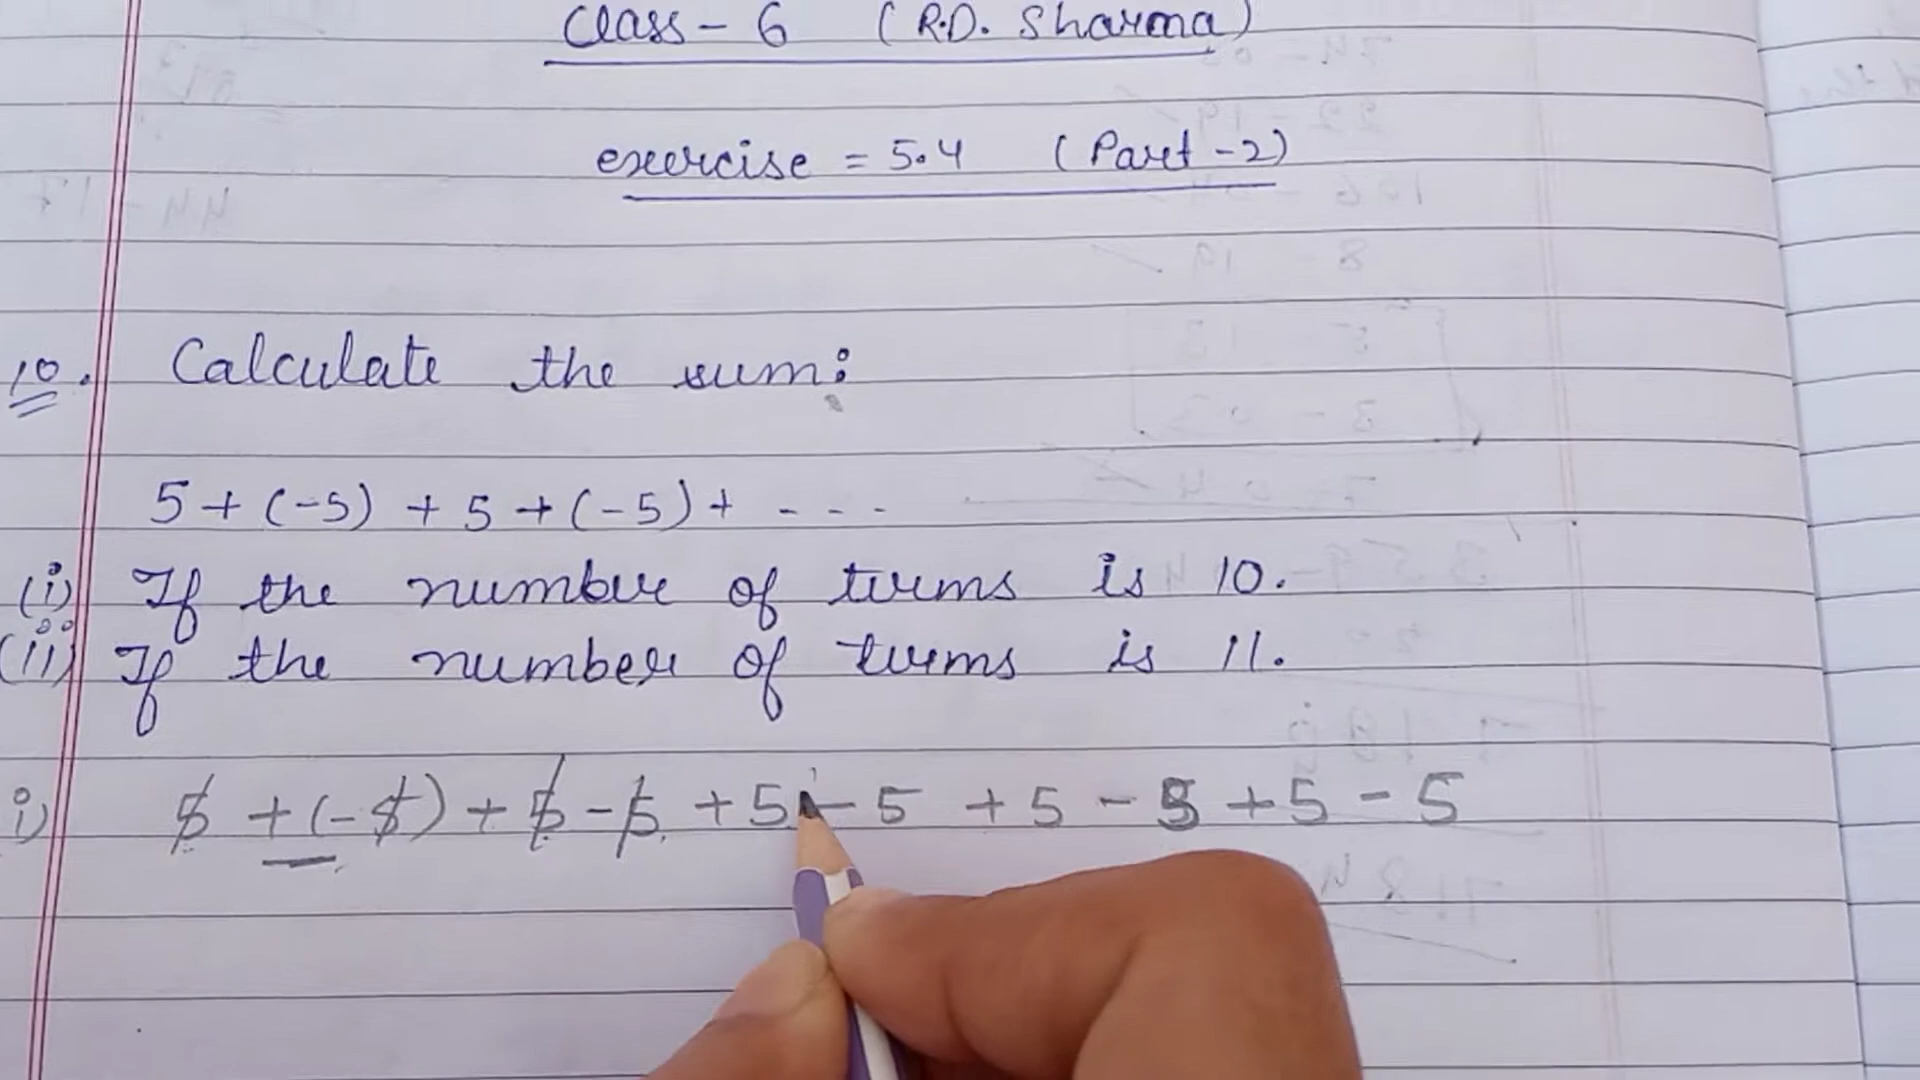 Class - 6 (R.D. Sharma)
exercise = 5.4 (Part - 2)
10. Calculate the sum:
5 + (-5) + 5 + (-5) + - - -
(i) If the number of terms is 10.
(ii) If the number of terms is 11.
i) 5 + (-5) + 5 - 5 + 5 - 5 + 5 - 5 + 5 - 5